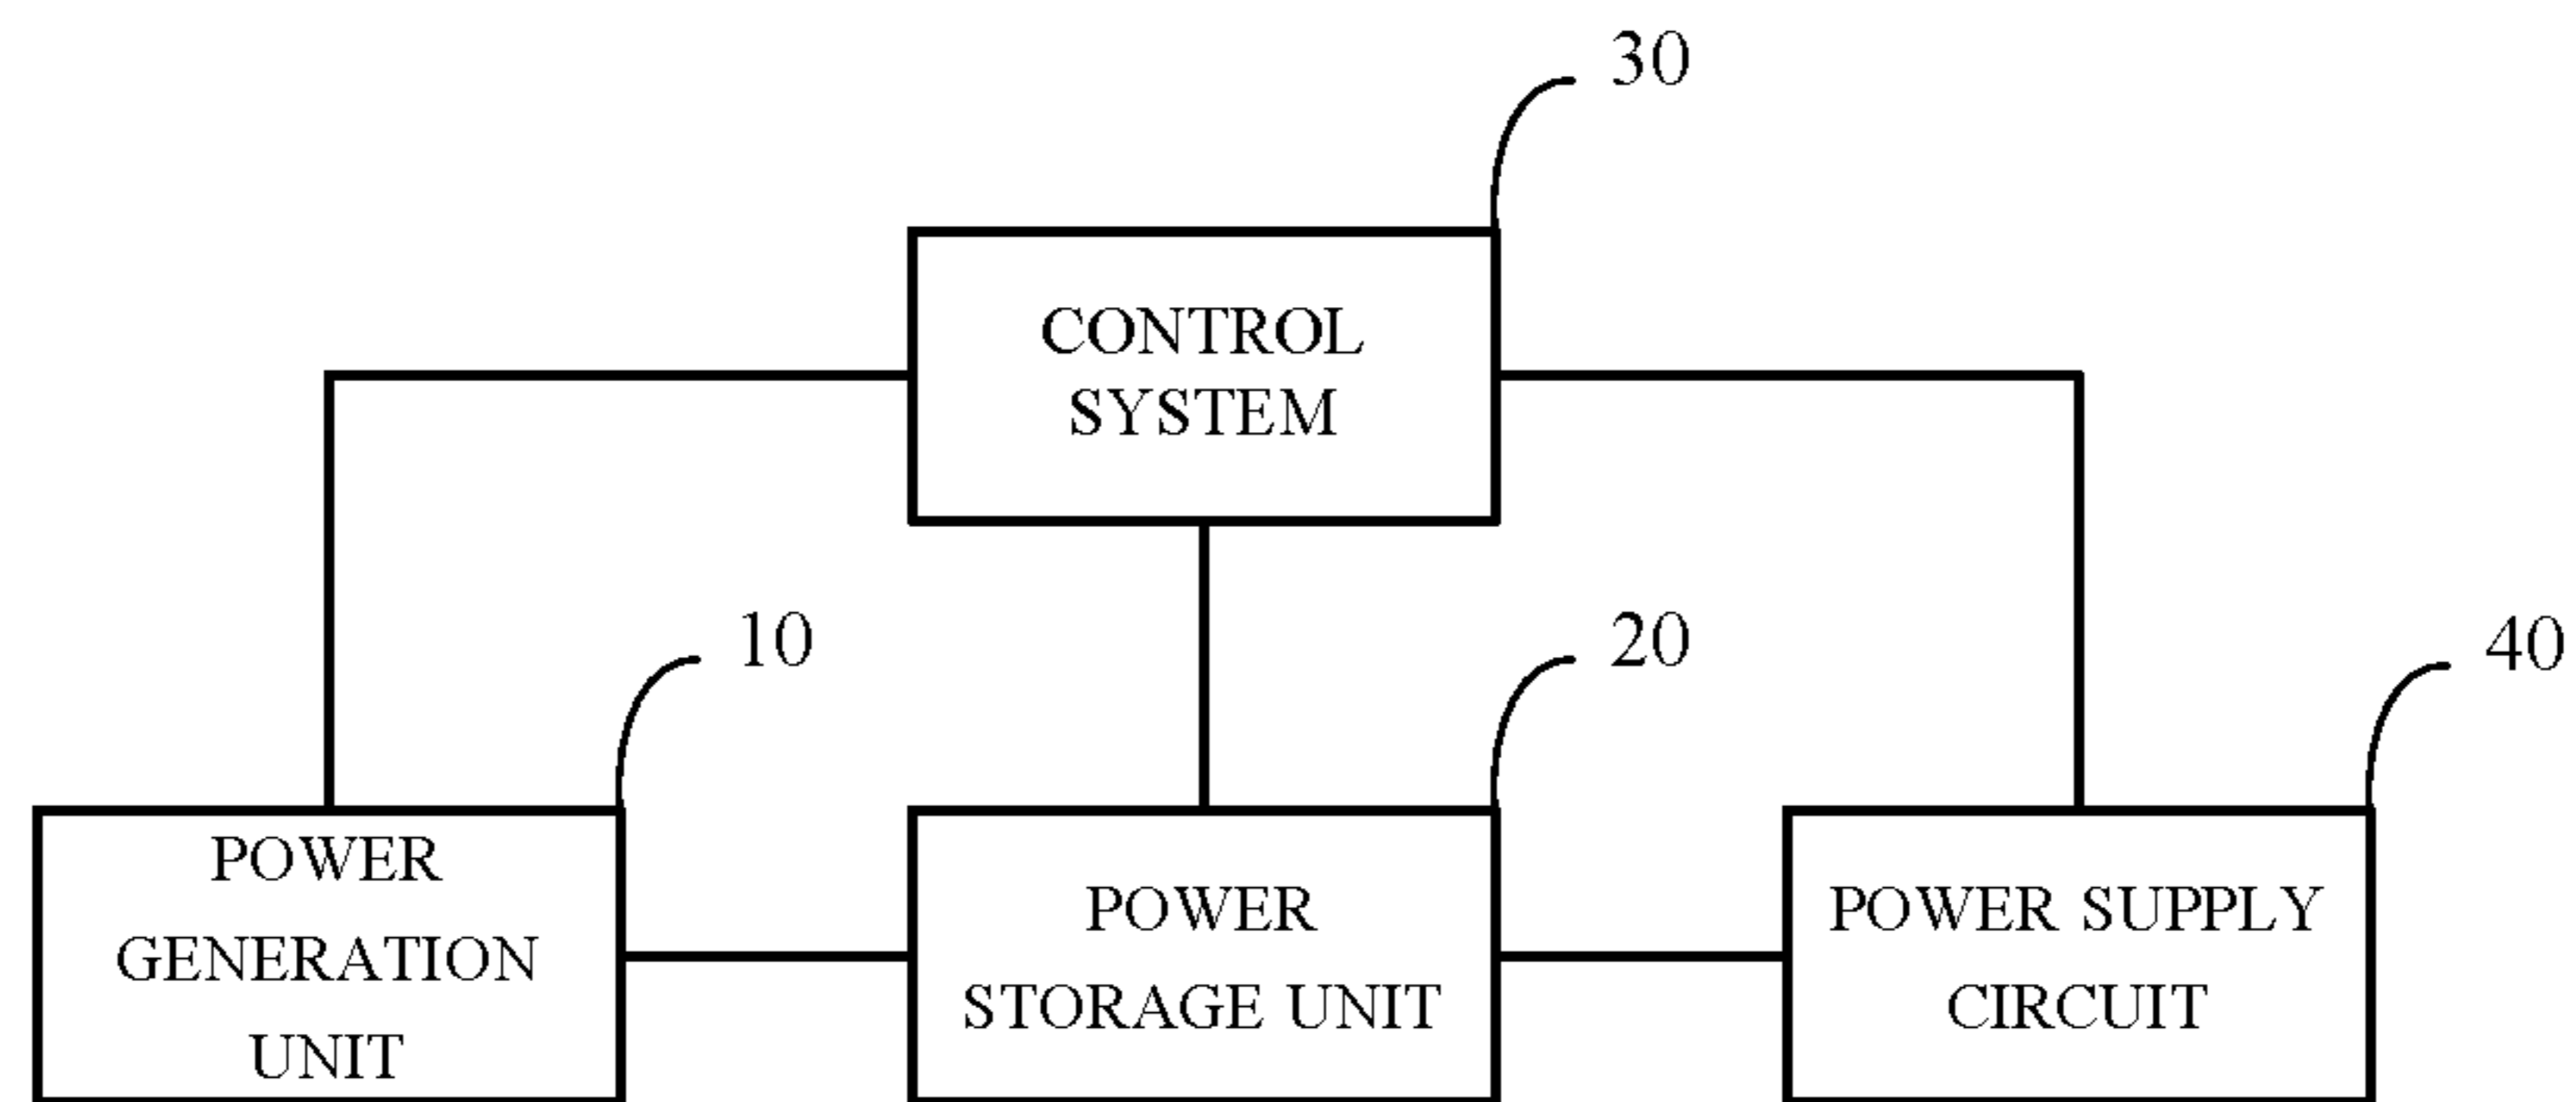 30
CONTROL
SYSTEM
10
20
40
POWER
GENERATION
UNIT
POWER
STORAGE UNIT
POWER SUPPLY
CIRCUIT